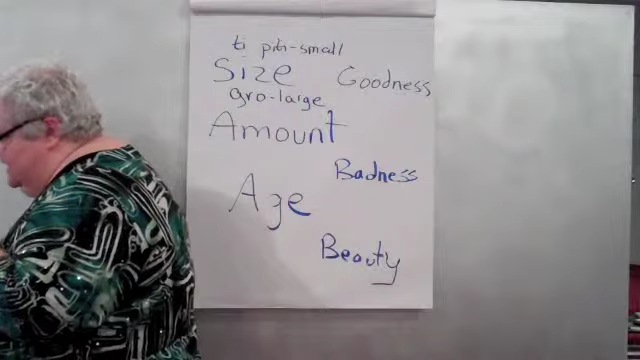 ti piti-small
Size Goodness
gro-large
Amount
Badness
Age
Beauty